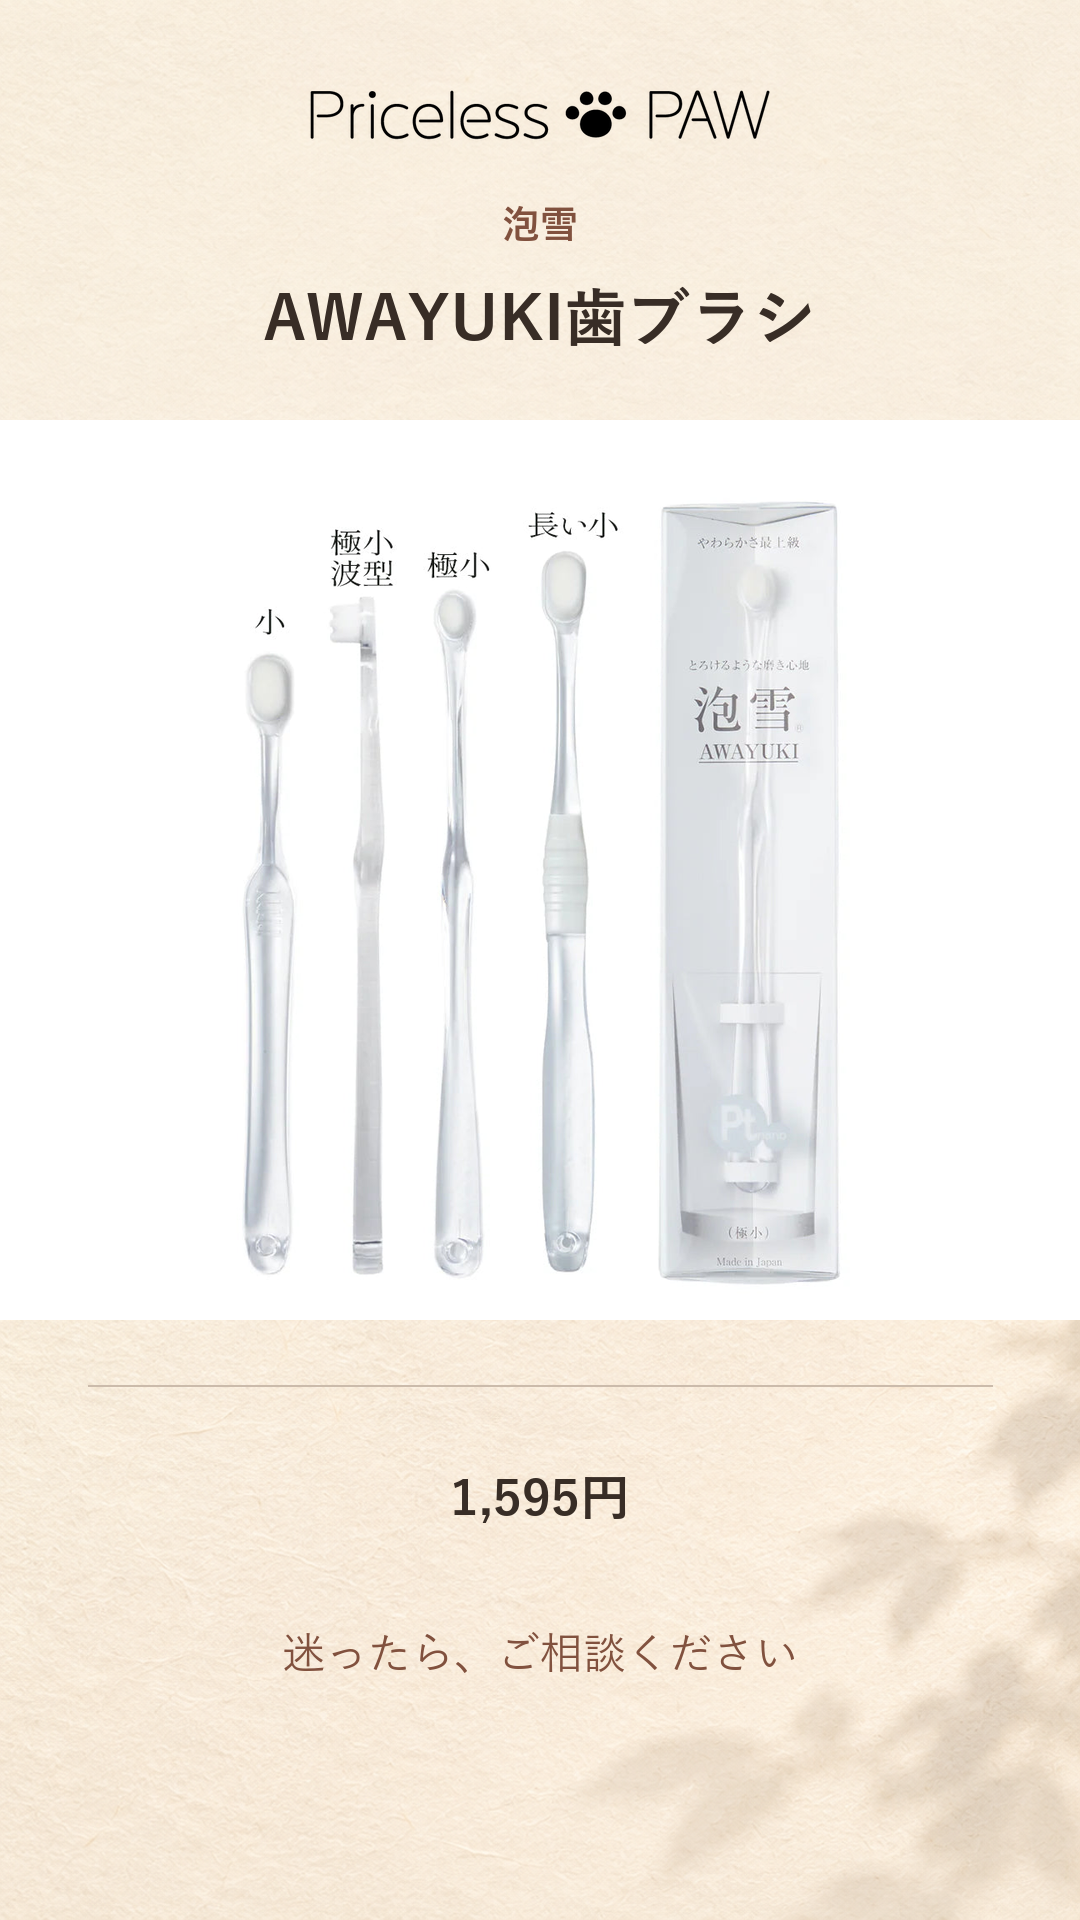 Priceless PAW
泡雪
AWAYUKI歯ブラシ
小
極小
波型
極小
長い小
やわらかさ最上級
とろけるような磨き心地
泡雪®
AWAYUKI
Pt
(極小)
Made in Japan
1,595円
迷ったら、ご相談ください